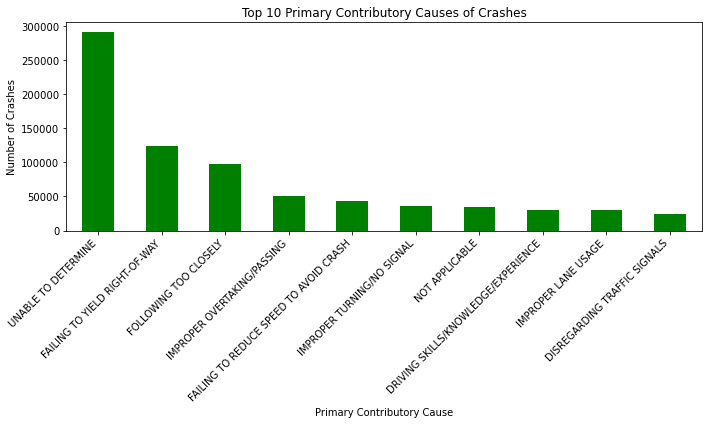 Top 10 Primary Contributory Causes of Crashes
Number of Crashes
300000
250000
200000
150000
100000
50000
0
UNABLE TO DETERMINE
FAILING TO YIELD RIGHT-OF-WAY
FOLLOWING TOO CLOSELY
IMPROPER OVERTAKING/PASSING
FAILING TO REDUCE SPEED TO AVOID CRASH
IMPROPER TURNING/NO SIGNAL
NOT APPLICABLE
DRIVING SKILLS/KNOWLEDGE/EXPERIENCE
IMPROPER LANE USAGE
DISREGARDING TRAFFIC SIGNALS
Primary Contributory Cause